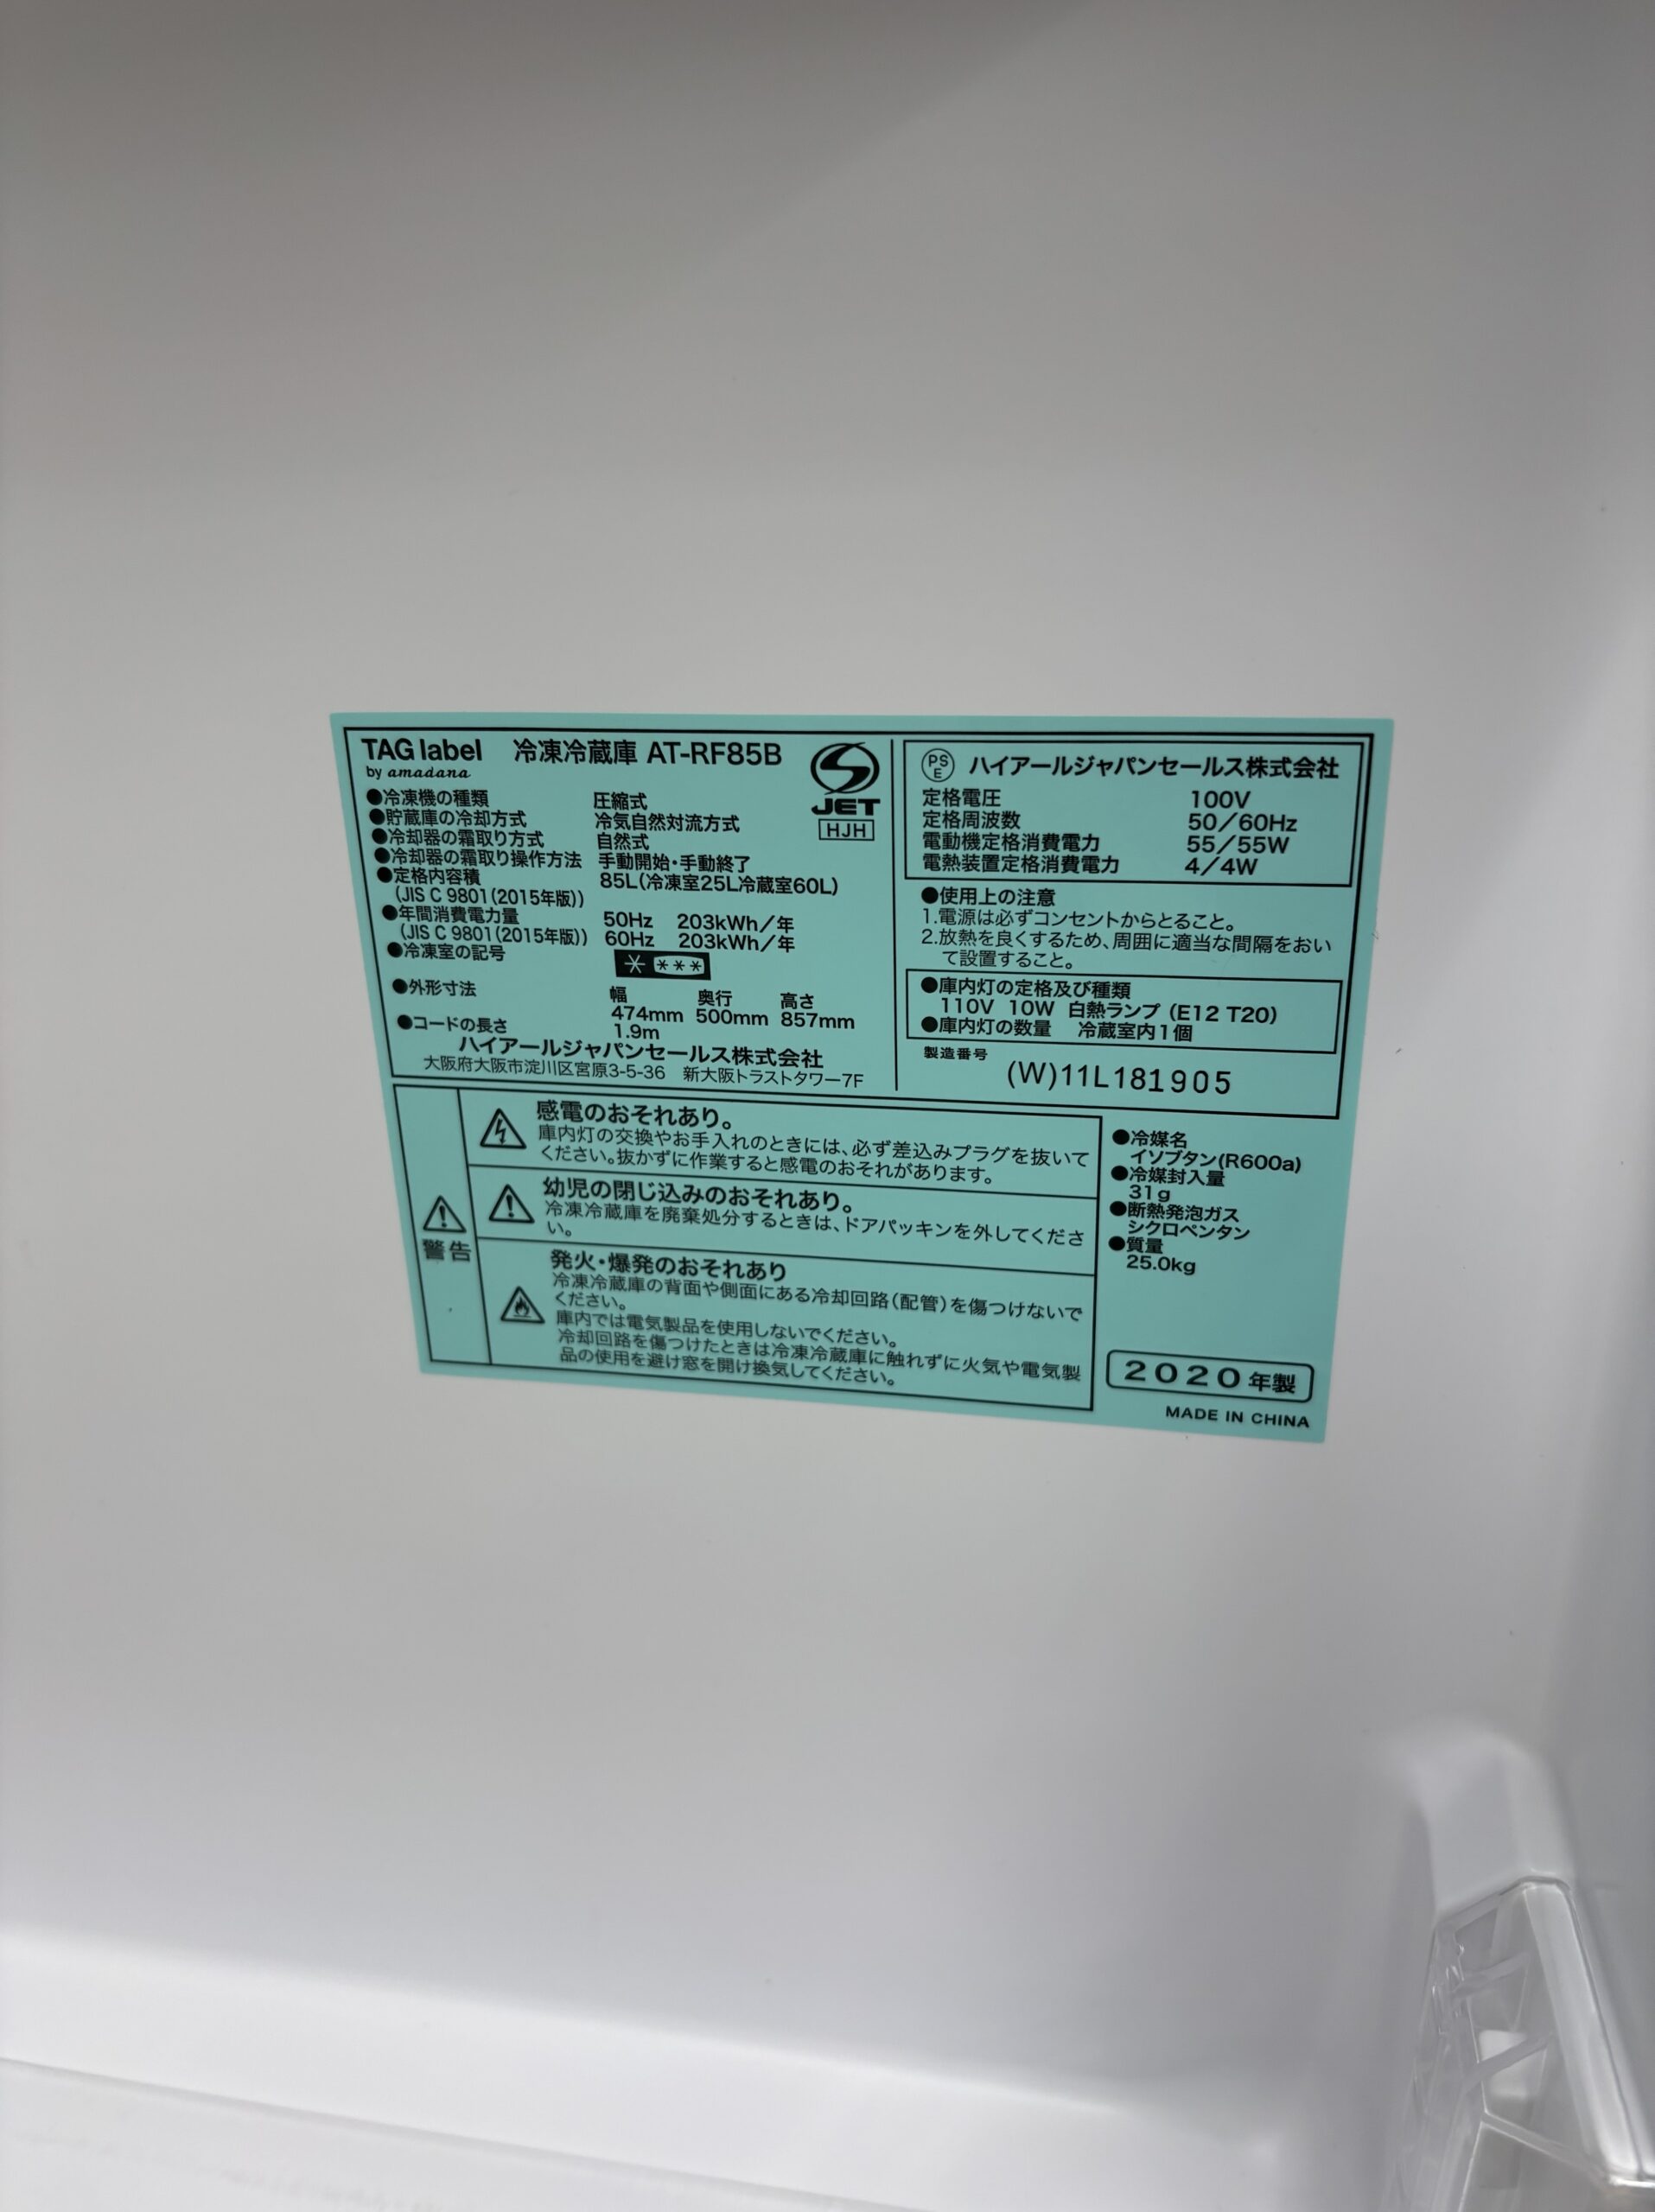 TAG label 冷凍冷蔵庫 AT-RF85B
by amadana
JET
HJH
●冷凍機の種類 圧縮式
●貯蔵庫の冷却方式 冷気自然対流方式
●冷却器の霜取り方式 自然式
●冷却器の霜取り操作方法 手動開始・手動終了
●定格内容積 85L(冷凍室25L冷蔵室60L)
(JIS C 9801(2015年版))
●年間消費電力量 50Hz 203kWh/年
(JIS C 9801(2015年版)) 60Hz 203kWh/年
●冷凍室の記号 * ***
●外形寸法 幅 奥行 高さ
474mm 500mm 857mm
●コードの長さ 1.9m
ハイアールジャパンセールス株式会社
大阪府大阪市淀川区宮原3-5-36 新大阪トラストタワー7F
PS
E
ハイアールジャパンセールス株式会社
定格電圧 100V
定格周波数 50/60Hz
電動機定格消費電力 55/55W
電熱装置定格消費電力 4/4W
●使用上の注意
1.電源は必ずコンセントからとること。
2.放熱を良くするため、周囲に適当な間隔をおい
て設置すること。
●庫内灯の定格及び種類
110V 10W 白熱ランプ (E12 T20)
●庫内灯の数量 冷蔵室内1個
製造番号
(W)11L181905
警告
感電のおそれあり。
庫内灯の交換やお手入れのときには、必ず差込みプラグを抜いて
ください。抜かずに作業すると感電のおそれがあります。
幼児の閉じ込みのおそれあり。
冷凍冷蔵庫を廃棄処分するときは、ドアパッキンを外してくださ
い。
発火・爆発のおそれあり
冷凍冷蔵庫の背面や側面にある冷却回路(配管)を傷つけないで
ください。
庫内では電気製品を使用しないでください。
冷却回路を傷つけたときは冷凍冷蔵庫に触れずに火気や電気製
品の使用を避け窓を開け換気してください。
●冷媒名
イソブタン(R600a)
●冷媒封入量
31g
●断熱発泡ガス
シクロペンタン
●質量
25.0kg
2020年製
MADE IN CHINA